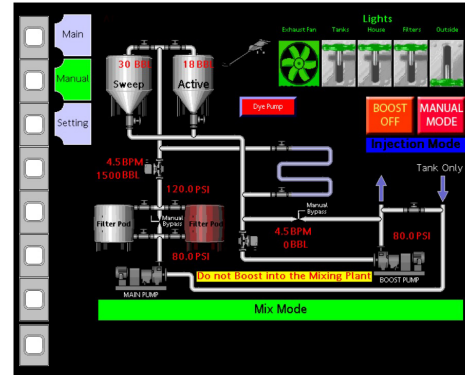 Lights
Exhaust Fan
Tanks
House
Filters
Outside
Main
Manual
Setting
30 BBL
Sweep
18 BBL
Active
Dye Pump
BOOST
OFF
MANUAL
MODE
Injection Mode
Tank Only
4.5 BPM
1500 BBL
120.0 PSI
Manual
Bypass
Filter Pod
Filter Pod
80.0 PSI
Manual
Bypass
4.5 BPM
0 BBL
80.0 PSI
Do not Boost into the Mixing Plant
MAIN PUMP
BOOST PUMP
Mix Mode